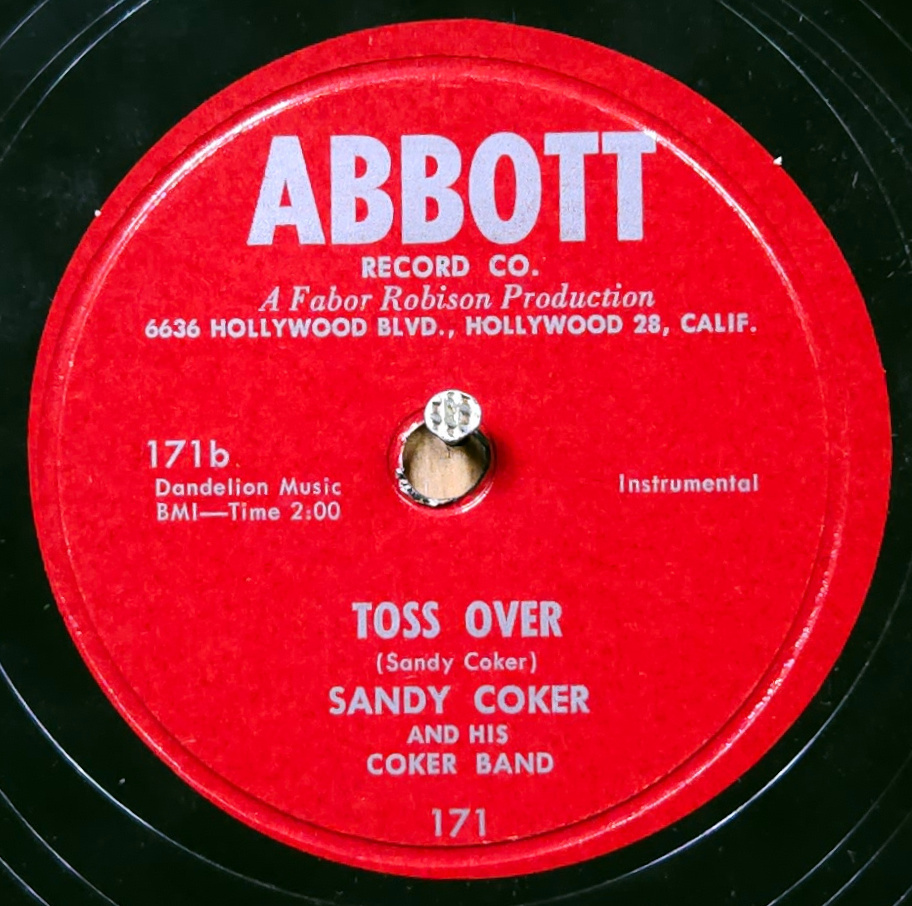 ABBOTT
RECORD CO.
A Fabor Robison Production
6636 HOLLYWOOD BLVD., HOLLYWOOD 28, CALIF.
171b
Dandelion Music
BMI—Time 2:00
Instrumental
TOSS OVER
(Sandy Coker)
SANDY COKER
AND HIS
COKER BAND
171